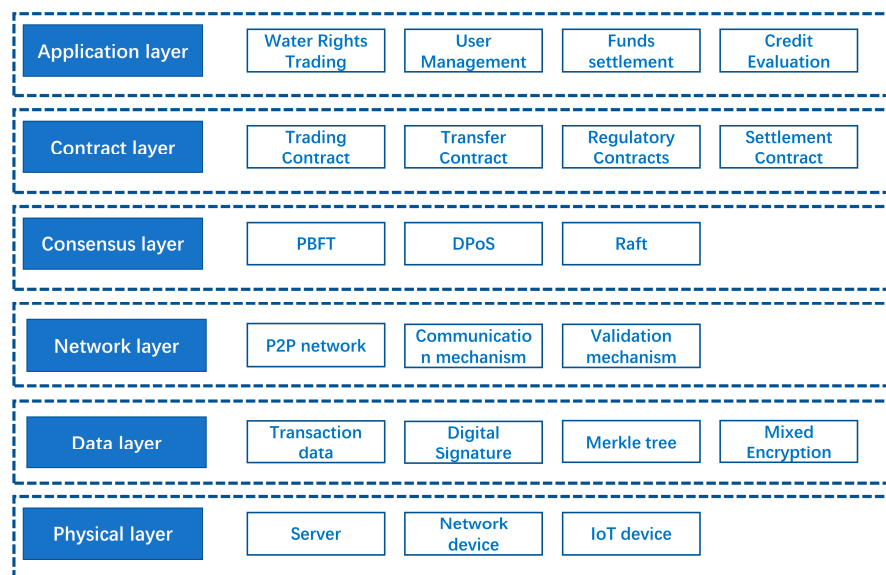 Application layer
Water Rights
Trading
User
Management
Funds
settlement
Credit
Evaluation
Contract layer
Trading
Contract
Transfer
Contract
Regulatory
Contracts
Settlement
Contract
Consensus layer
PBFT
DPoS
Raft
Network layer
P2P network
Communicatio
n mechanism
Validation
mechanism
Data layer
Transaction
data
Digital
Signature
Merkle tree
Mixed
Encryption
Physical layer
Server
Network
device
IoT device